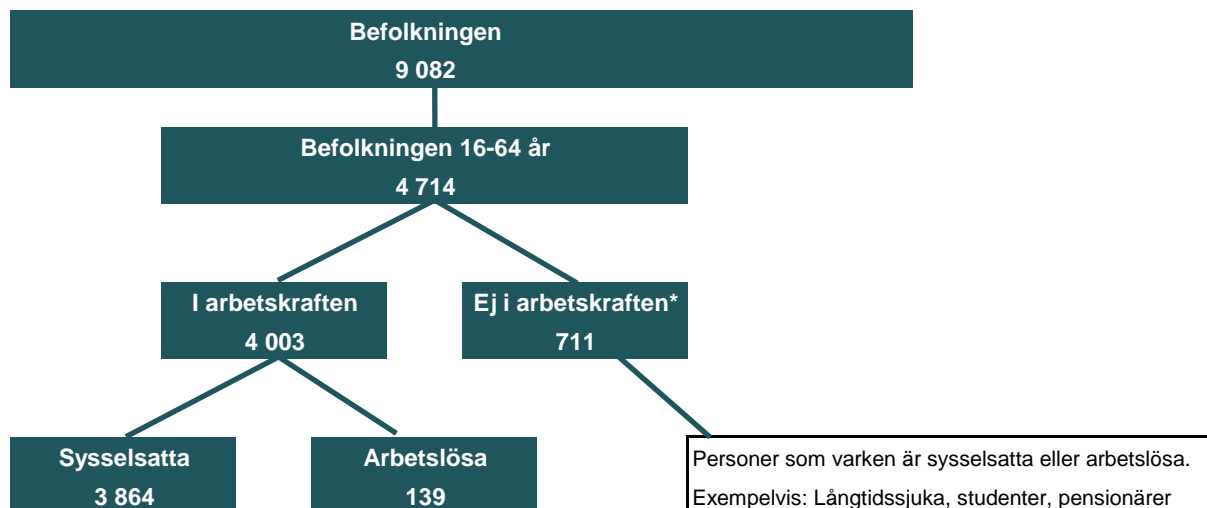 Befolkningen
9 082
Befolkningen 16-64 år
4 714
I arbetskraften
4 003
Ej i arbetskraften*
711
Sysselsatta
3 864
Arbetslösa
139
Personer som varken är sysselsatta eller arbetslösa.
Exempelvis: Långtidssjuka, studenter, pensionärer